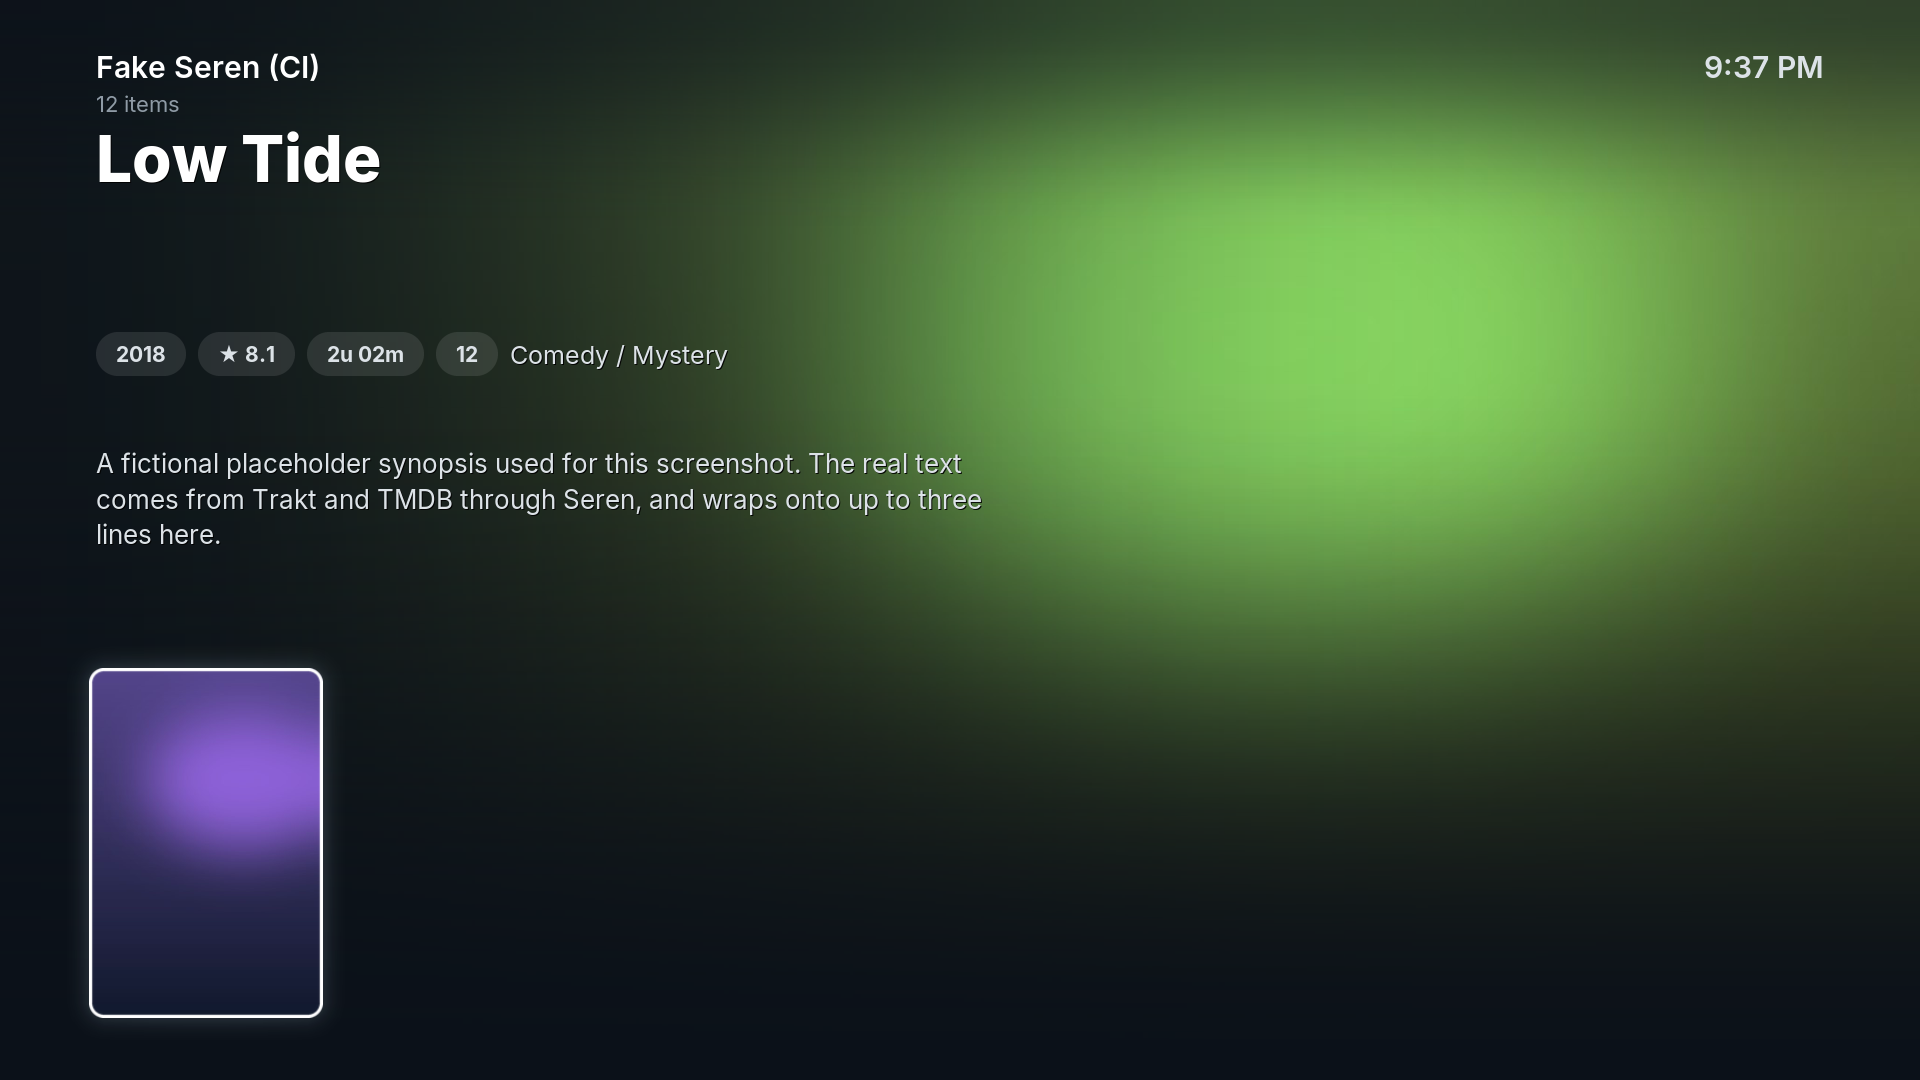 Fake Seren (CI)
9:37 PM
12 items
Low Tide
2018 ★ 8.1 2u 02m 12 Comedy / Mystery
A fictional placeholder synopsis used for this screenshot. The real text
comes from Trakt and TMDB through Seren, and wraps onto up to three
lines here.